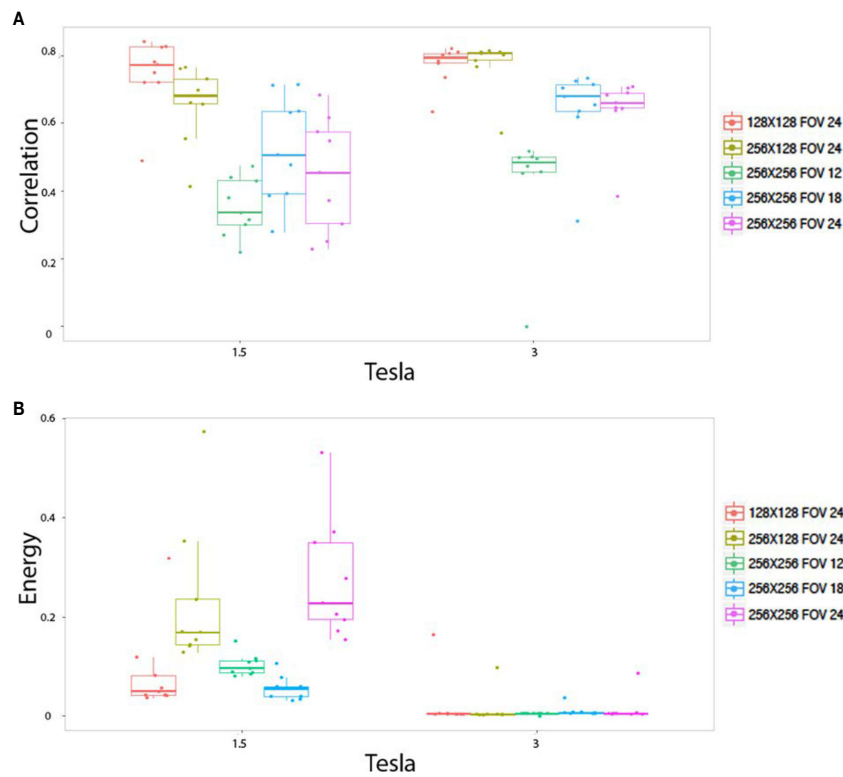 A
0.8
0.6
0.4
0.2
0
Correlation
1.5
3
Tesla
128X128 FOV 24
256X128 FOV 24
256X256 FOV 12
256X256 FOV 18
256X256 FOV 24
B
0.6
0.4
0.2
0
Energy
1.5
3
Tesla
128X128 FOV 24
256X128 FOV 24
256X256 FOV 12
256X256 FOV 18
256X256 FOV 24